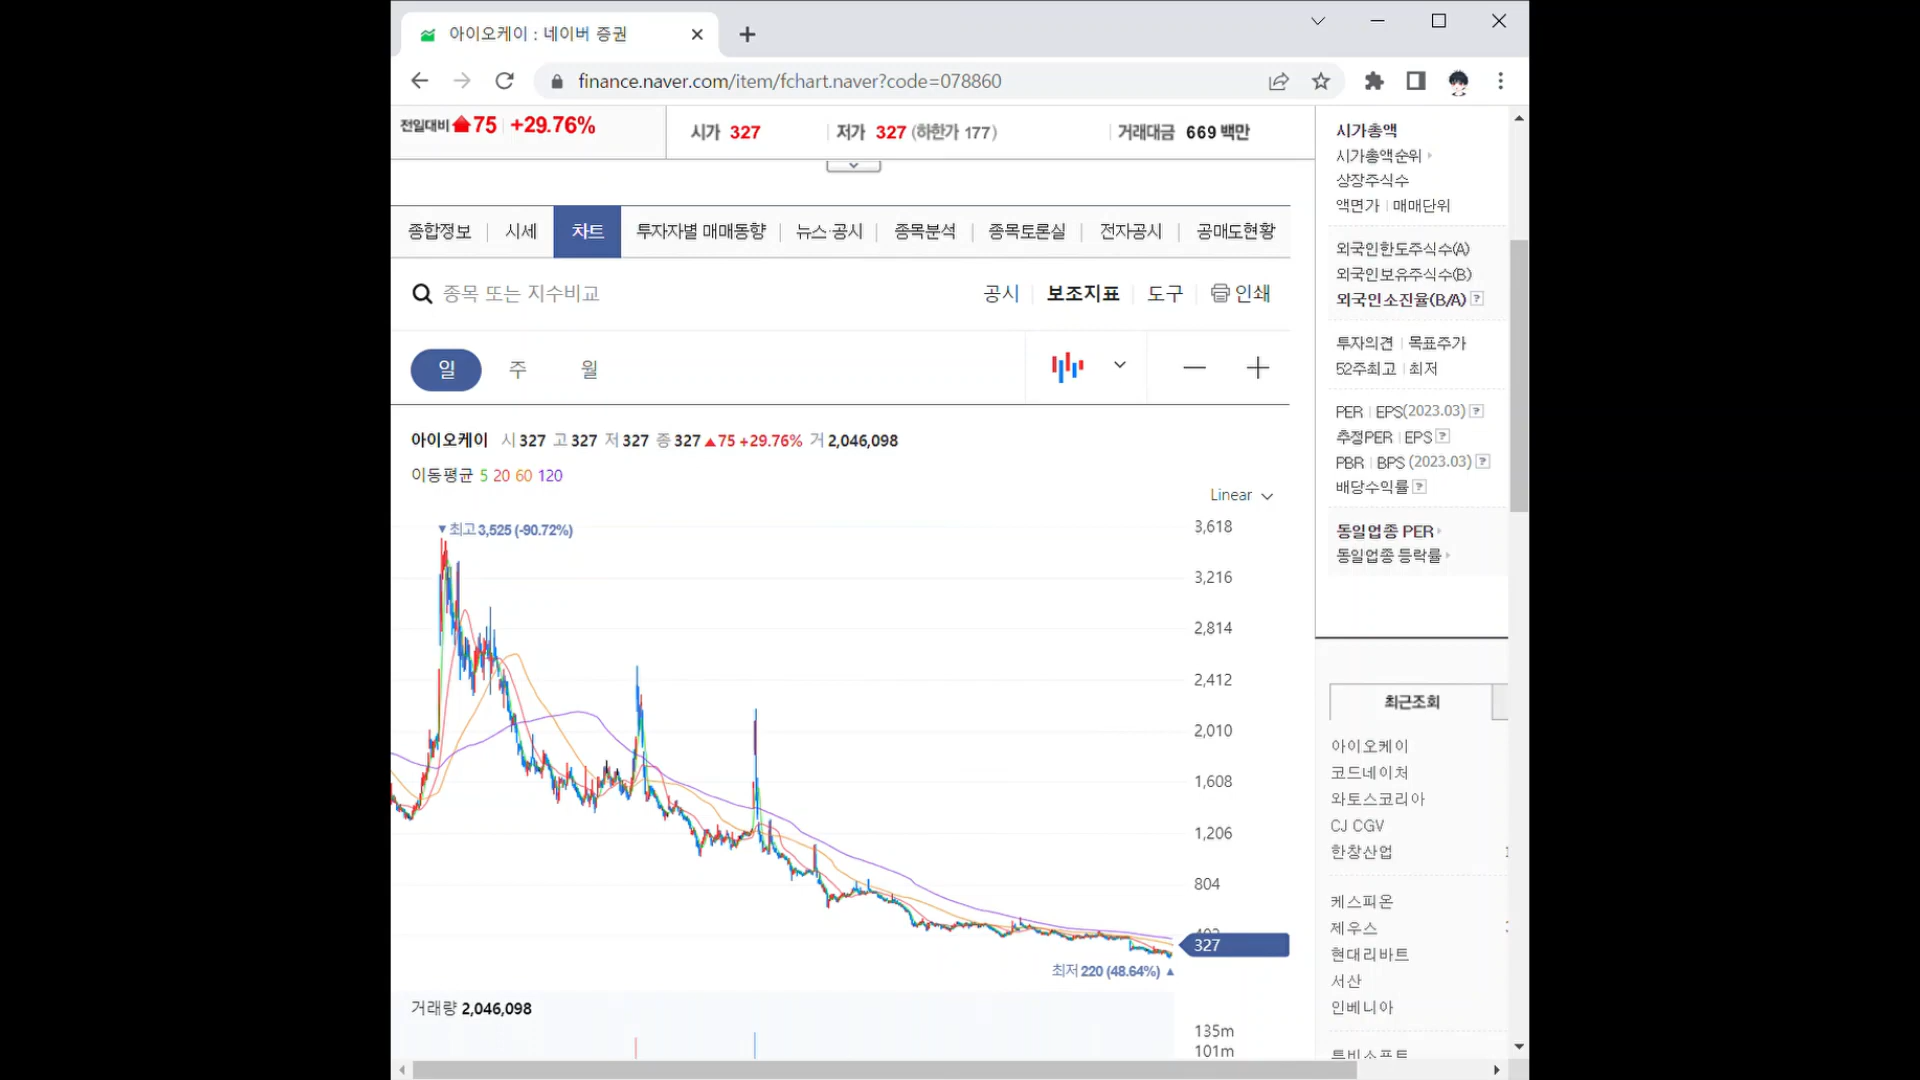 아이오케이 : 네이버 증권
finance.naver.com/item/fchart.naver?code=078860
전일대비 75 +29.76%
시가 327 저가 327 (하한가 177) 거래대금 669 백만
종합정보 시세 차트 투자자별 매매동향 뉴스·공시 종목분석 종목토론실 전자공시 공매도현황
종목 또는 지수비교 공시 보조지표 도구 인쇄
일 주 월
아이오케이 시 327 고 327 저 327 종 327 ▲75 +29.76% 거 2,046,098
이동평균 5 20 60 120
Linear
▼최고 3,525 (-90.72%)
3,618
3,216
2,814
2,412
2,010
1,608
1,206
804
327
최저 220 (48.64%) ▲
거래량 2,046,098
135m
101m
시가총액
시가총액순위
상장주식수
액면가 매매단위
외국인한도주식수(A)
외국인보유주식수(B)
외국인소진율(B/A) ?
투자의견 목표주가
52주최고 최저
PER EPS(2023.03) ?
추정PER EPS ?
PBR BPS (2023.03) ?
배당수익률 ?
동일업종 PER
동일업종 등락률
최근조회
아이오케이
코드네이처
와토스코리아
CJ CGV
한창산업
케스피온
제우스
현대리바트
서산
인베니아